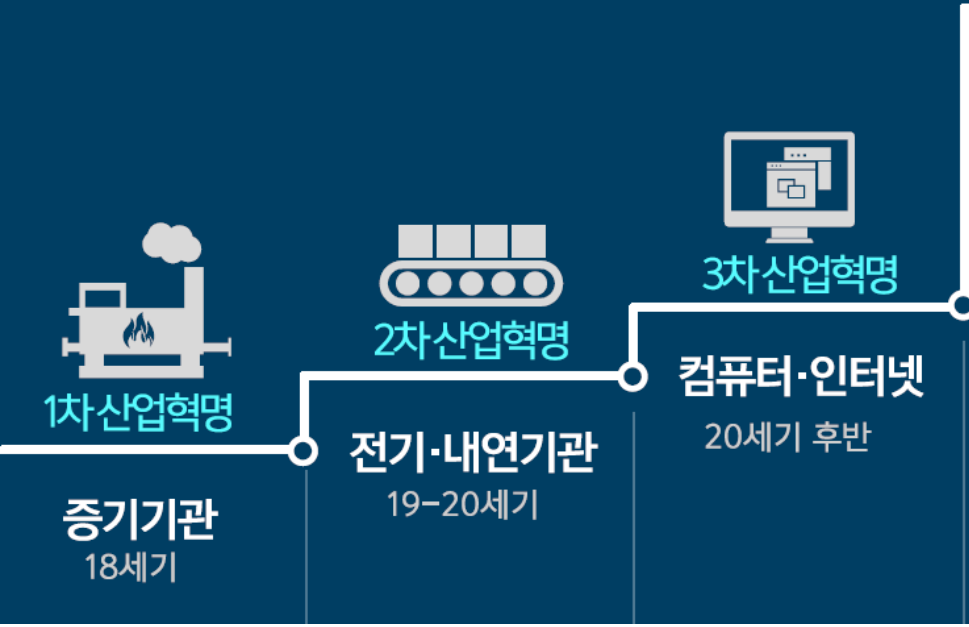 1차 산업혁명
증기기관
18세기
2차 산업혁명
전기·내연기관
19-20세기
3차 산업혁명
컴퓨터·인터넷
20세기 후반